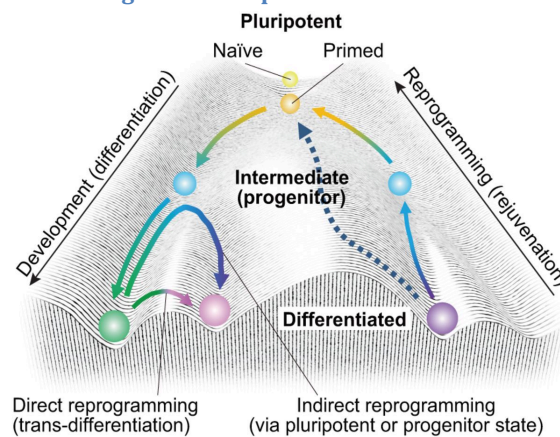 Pluripotent
Naïve
Primed
Development (differentiation)
Reprogramming (rejuvenation)
Intermediate
(progenitor)
Differentiated
Direct reprogramming
(trans-differentiation)
Indirect reprogramming
(via pluripotent or progenitor state)